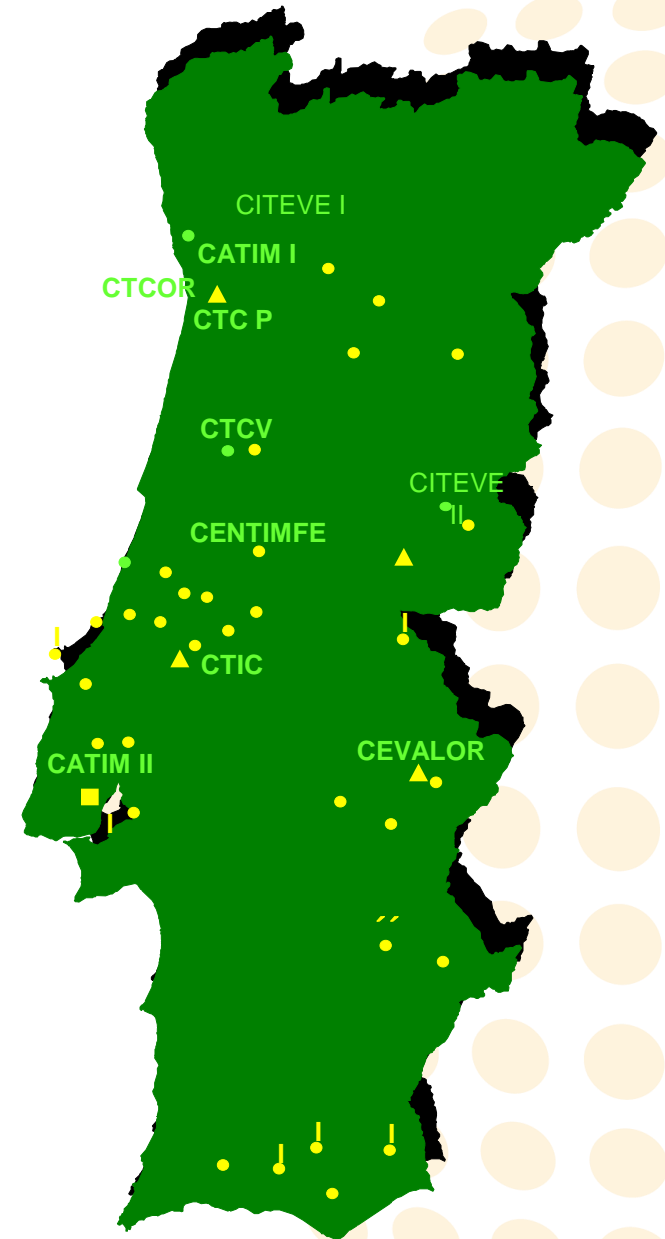 CITEVE I
CATIM I
CTCOR
CTC P
CTCV
CITEVE
II
CENTIMFE
CTIC
CEVALOR
CATIM II